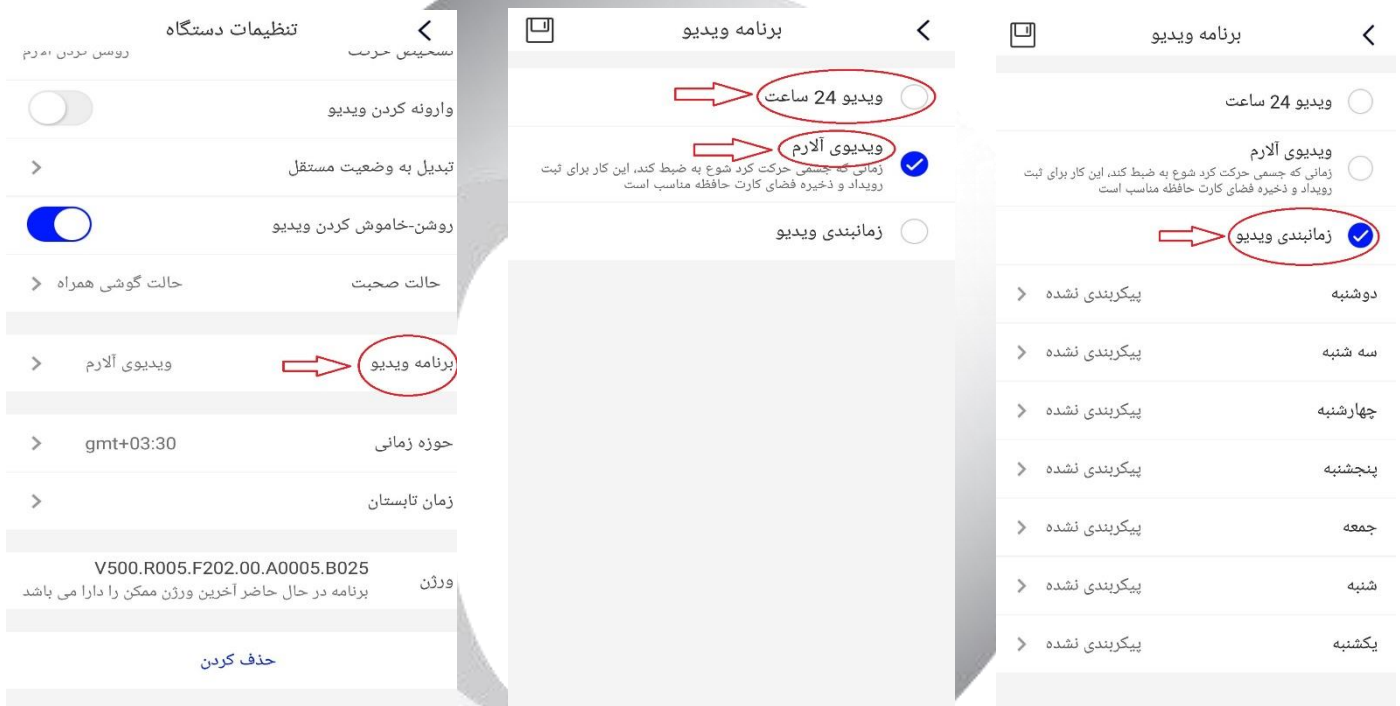 تنظیمات دستگاه
تشخیص حرکت
روشن کردن آلارم
وارونه کردن ویدیو
تبدیل به وضعیت مستقل
روشن-خاموش کردن ویدیو
حالت صحبت
حالت گوشی همراه
برنامه ویدیو
ویدیوی آلارم
حوزه زمانی
gmt+03:30
زمان تابستان
ورژن
V500.R005.F202.00.A0005.B025
برنامه در حال حاضر آخرین ورژن ممکن را دارا می باشد
حذف کردن
برنامه ویدیو
ویدیو 24 ساعت
ویدیوی آلارم
زمانی که جسمی حرکت کرد شوع به ضبط کند، این کار برای ثبت
رویداد و ذخیره فضای کارت حافظه مناسب است
زمانبندی ویدیو
برنامه ویدیو
ویدیو 24 ساعت
ویدیوی آلارم
زمانی که جسمی حرکت کرد شوع به ضبط کند، این کار برای ثبت
رویداد و ذخیره فضای کارت حافظه مناسب است
زمانبندی ویدیو
دوشنبه
پیکربندی نشده
سه شنبه
پیکربندی نشده
چهارشنبه
پیکربندی نشده
پنجشنبه
پیکربندی نشده
جمعه
پیکربندی نشده
شنبه
پیکربندی نشده
یکشنبه
پیکربندی نشده